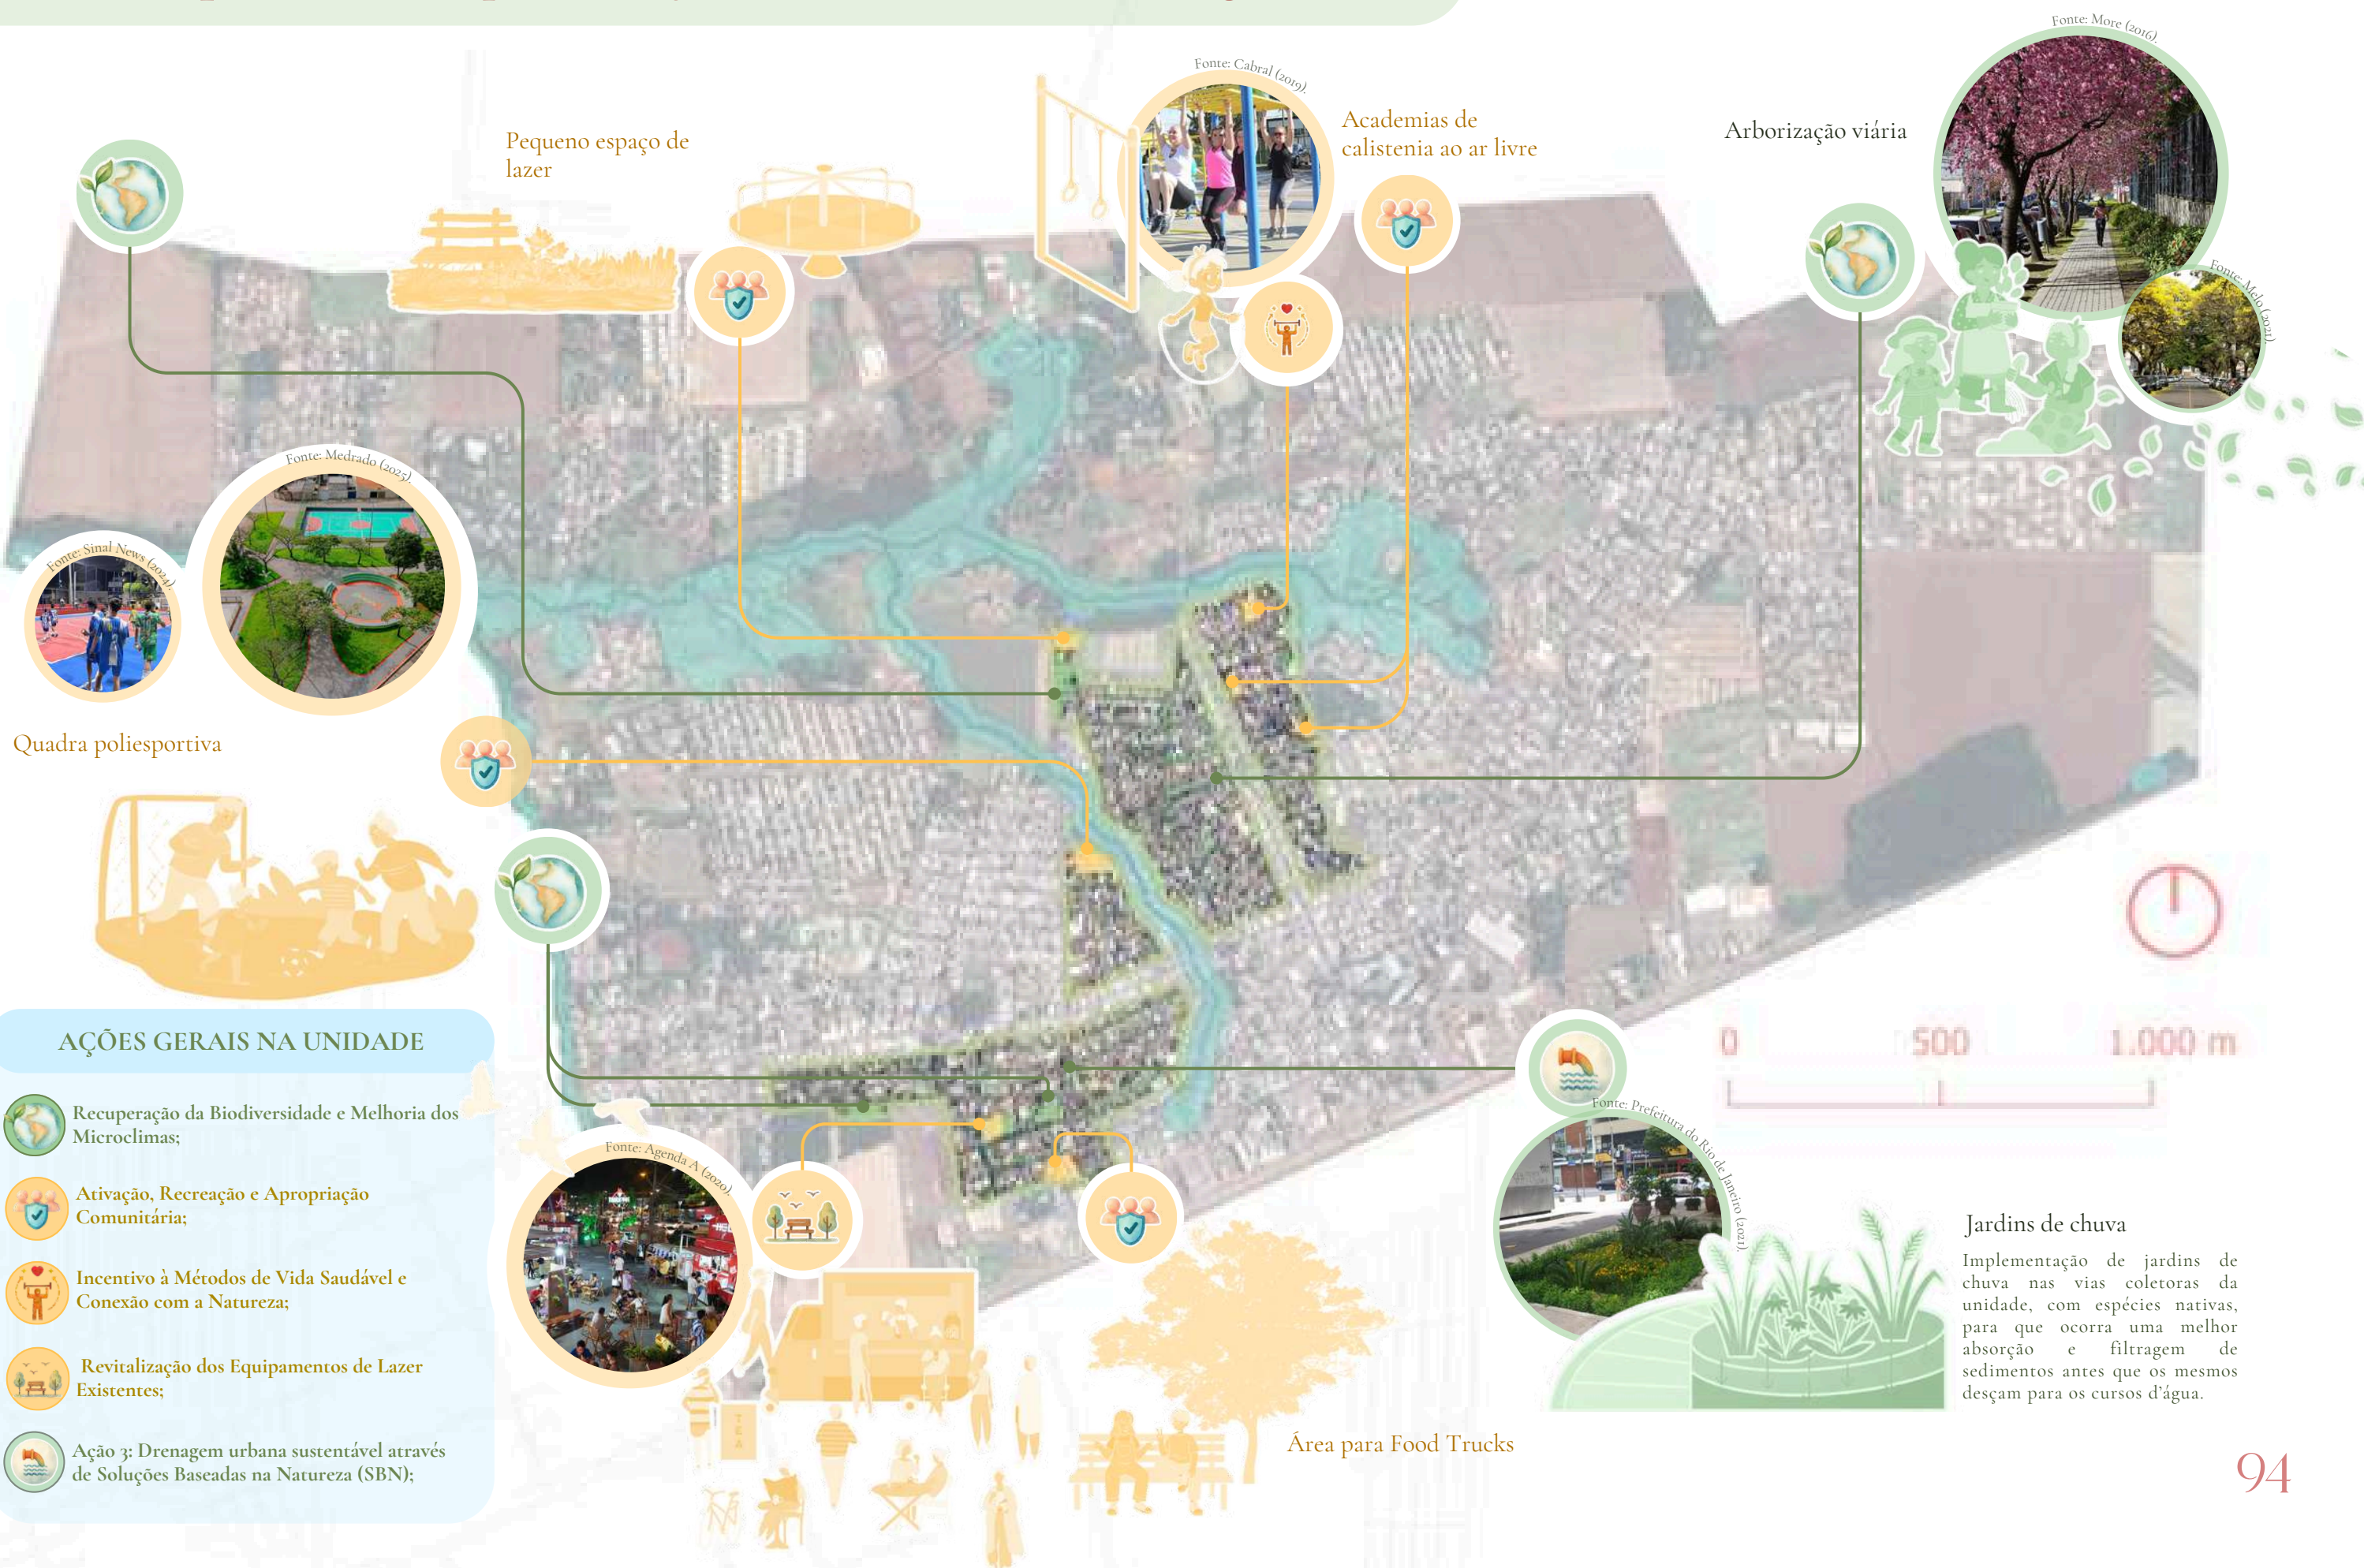 Fonte: More (2016).
Fonte: Cabral (2019).
Pequeno espaço de
lazer
Academias de
calistenia ao ar livre
Arborização viária
Fonte: Melo (2021).
Fonte: Medrado (2025).
Fonte: Sinal News (2024).
Quadra poliesportiva
AÇÕES GERAIS NA UNIDADE
Recuperação da Biodiversidade e Melhoria dos
Microclimas;
Ativação, Recreação e Apropriação
Comunitária;
Incentivo à Métodos de Vida Saudável e
Conexão com a Natureza;
Revitalização dos Equipamentos de Lazer
Existentes;
Ação 3: Drenagem urbana sustentável através
de Soluções Baseadas na Natureza (SBN);
0 500 1.000 m
Fonte: Agenda A (2020).
Fonte: Prefeitura do Rio de Janeiro (2021).
Jardins de chuva
Implementação de jardins de
chuva nas vias coletoras da
unidade, com espécies nativas,
para que ocorra uma melhor
absorção e filtragem de
sedimentos antes que os mesmos
desçam para os cursos d'água.
TEA
Área para Food Trucks
94